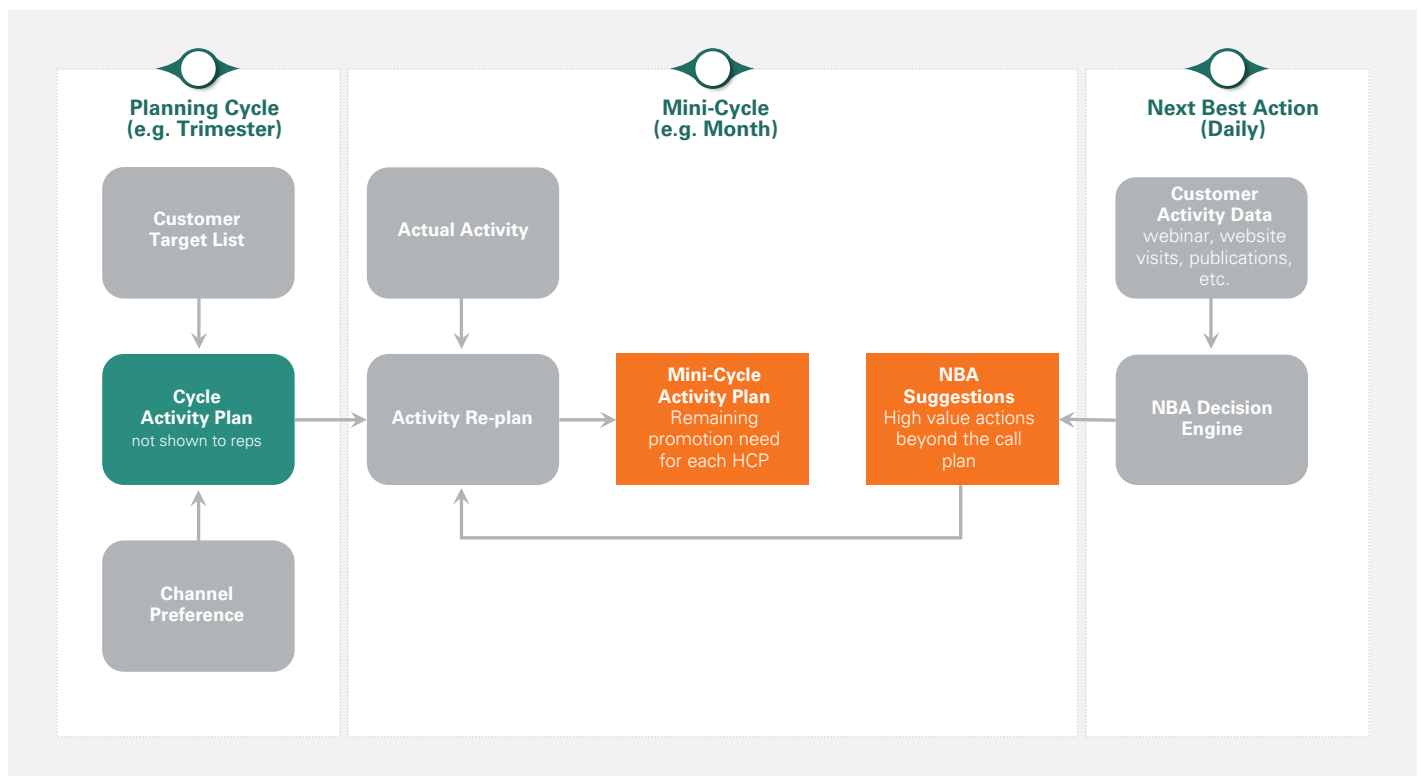 Planning Cycle
(e.g. Trimester)
Customer
Target List
Cycle
Activity Plan
not shown to reps
Channel
Preference
Mini-Cycle
(e.g. Month)
Actual Activity
Activity Re-plan
Mini-Cycle
Activity Plan
Remaining
promotion need
for each HCP
NBA
Suggestions
High value actions
beyond the call
plan
Next Best Action
(Daily)
Customer
Activity Data
webinar, website
visits, publications,
etc.
NBA Decision
Engine